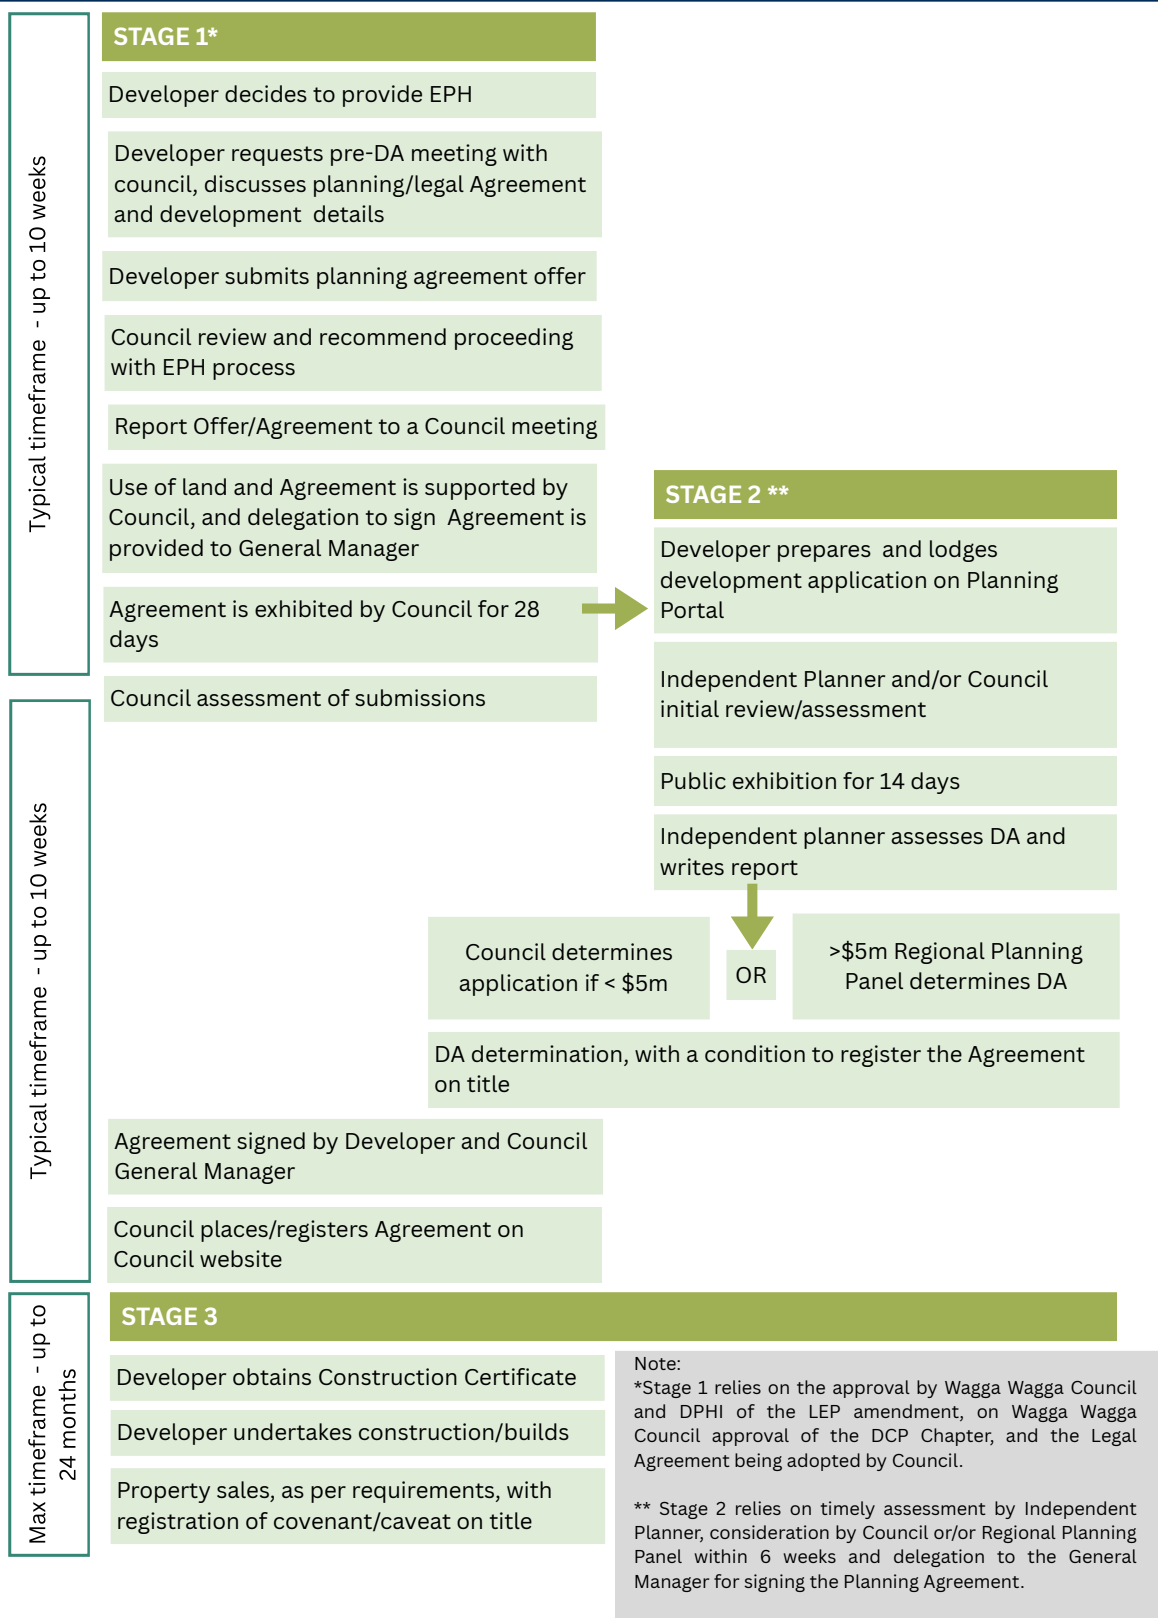 Typical timeframe - up to 10 weeks
STAGE 1*
Developer decides to provide EPH
Developer requests pre-DA meeting with
council, discusses planning/legal Agreement
and development details
Developer submits planning agreement offer
Council review and recommend proceeding
with EPH process
Report Offer/Agreement to a Council meeting
Use of land and Agreement is supported by
Council, and delegation to sign Agreement is
provided to General Manager
Agreement is exhibited by Council for 28
days
Council assessment of submissions
STAGE 2 **
Developer prepares and lodges
development application on Planning
Portal
Independent Planner and/or Council
initial review/assessment
Public exhibition for 14 days
Independent planner assesses DA and
writes report
Typical timeframe - up to 10 weeks
Council determines
application if < $5m
OR
>$5m Regional Planning
Panel determines DA
DA determination, with a condition to register the Agreement
on title
Agreement signed by Developer and Council
General Manager
Council places/registers Agreement on
Council website
Max timeframe - up to
24 months
STAGE 3
Developer obtains Construction Certificate
Developer undertakes construction/builds
Property sales, as per requirements, with
registration of covenant/caveat on title
Note:
*Stage 1 relies on the approval by Wagga Wagga Council
and DPHI of the LEP amendment, on Wagga Wagga
Council approval of the DCP Chapter, and the Legal
Agreement being adopted by Council.
** Stage 2 relies on timely assessment by Independent
Planner, consideration by Council or/or Regional Planning
Panel within 6 weeks and delegation to the General
Manager for signing the Planning Agreement.